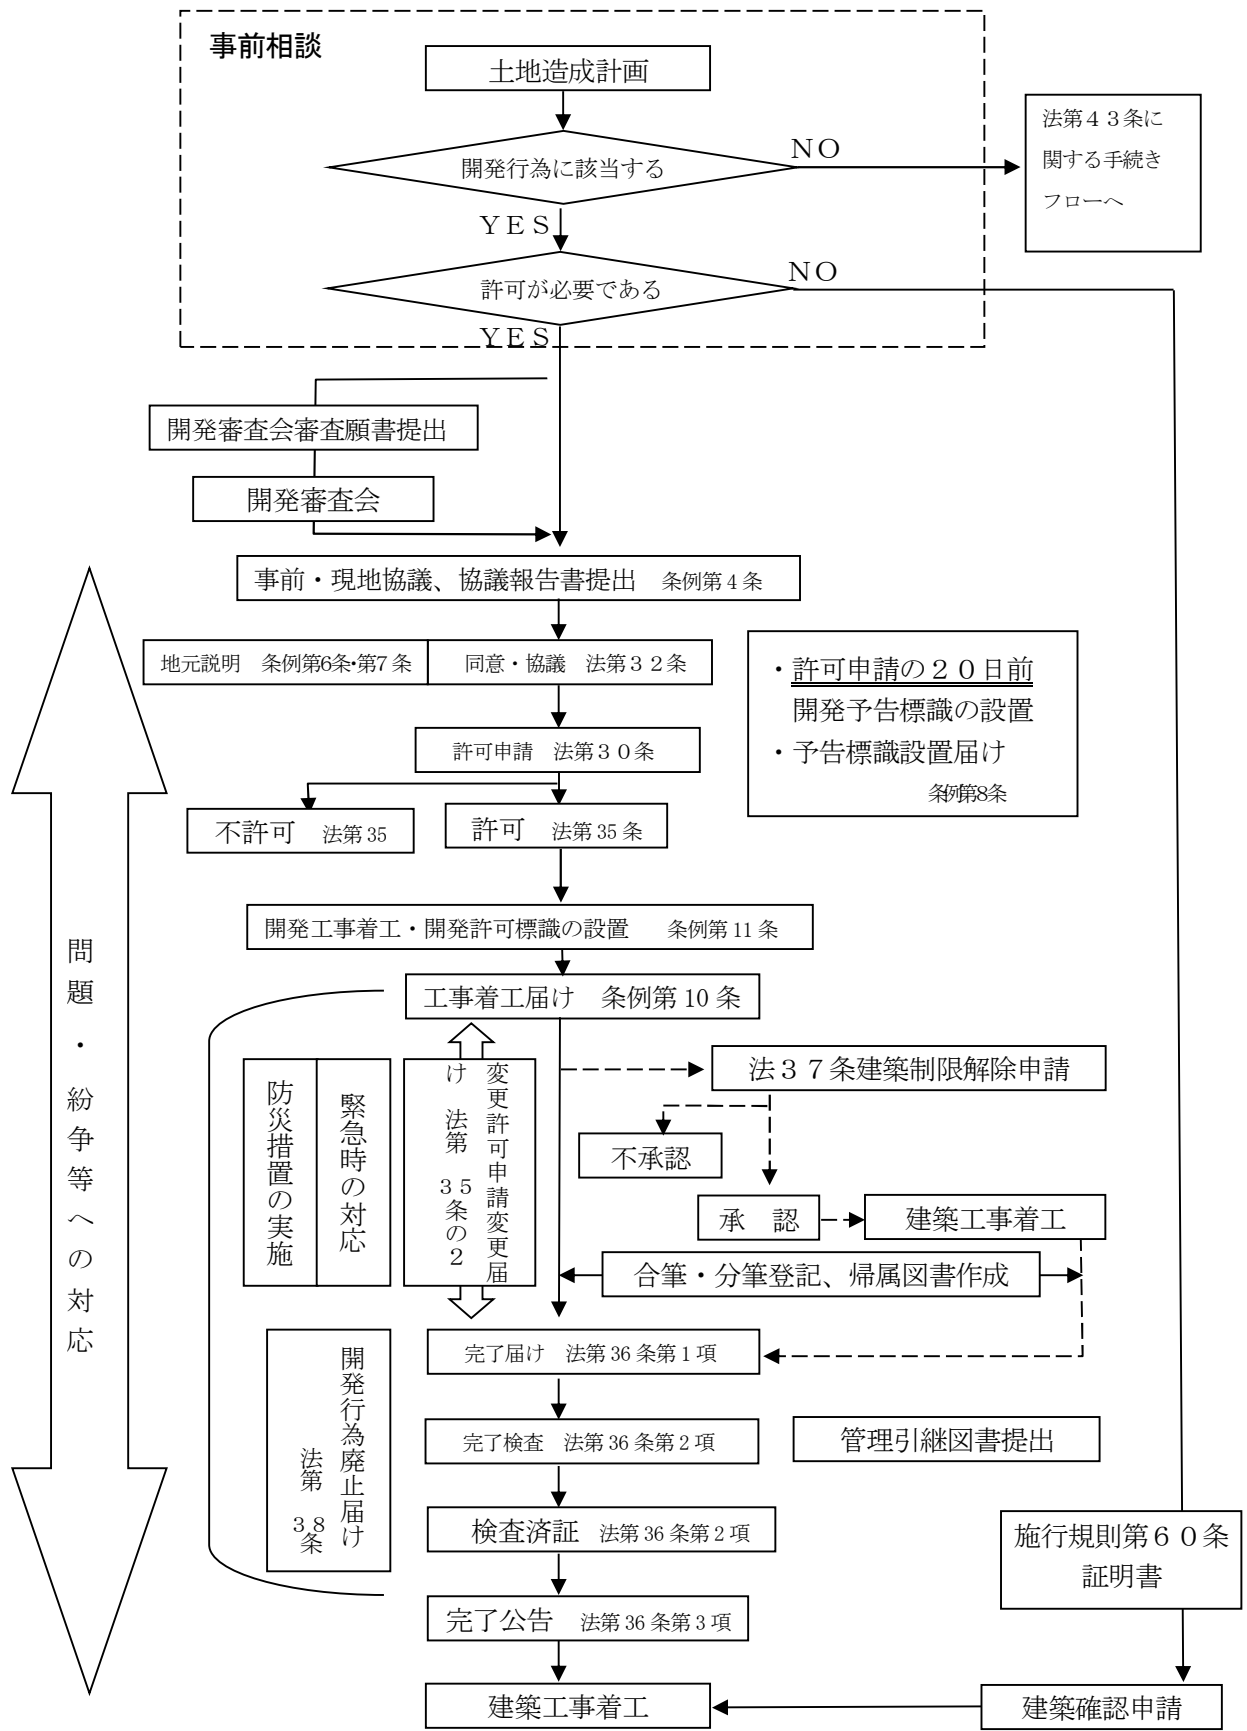 事前相談
土地造成計画
開発行為に該当する
NO
法第４３条に
関する手続き
フローへ
ＹＥＳ
許可が必要である
NO
ＹＥＳ
開発審査会審査願書提出
開発審査会
事前・現地協議、協議報告書提出　条例第４条
地元説明　条例第6条・第7条
同意・協議　法第３２条
・許可申請の２０日前
開発予告標識の設置
・予告標識設置届け
条例第8条
許可申請　法第３０条
不許可　法第 35
許可　法第 35 条
開発工事着工・開発許可標識の設置　条例第 11 条
工事着工届け　条例第 10 条
問題・紛争等への対応
防災措置の実施
緊急時の対応
変更許可申請変更届
け　法第　３５条の２
法３７条建築制限解除申請
不承認
承　認
建築工事着工
合筆・分筆登記、帰属図書作成
開発行為廃止届け
法第　３８条
完了届け　法第 36 条第１項
完了検査　法第 36 条第２項
管理引継図書提出
検査済証　法第 36 条第２項
施行規則第６０条
証明書
完了公告　法第 36 条第３項
建築工事着工
建築確認申請